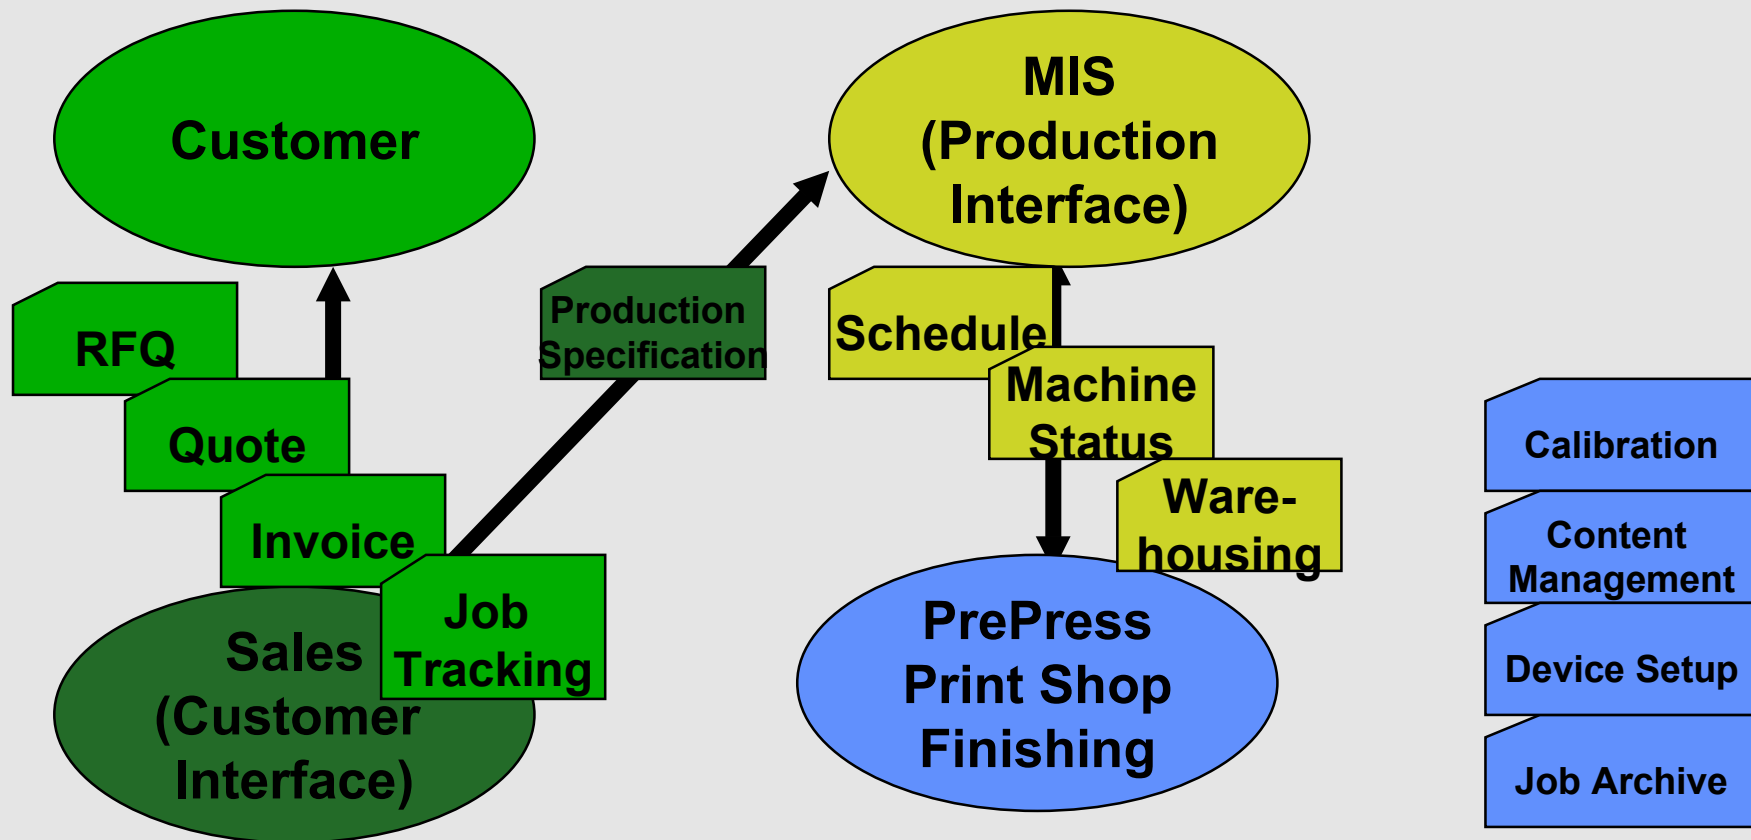 Customer
MIS
(Production
Interface)
RFQ
Quote
Invoice
Job
Tracking
Production
Specification
Schedule
Machine
Status
Ware-
housing
Sales
(Customer
Interface)
PrePress
Print Shop
Finishing
Calibration
Content
Management
Device Setup
Job Archive